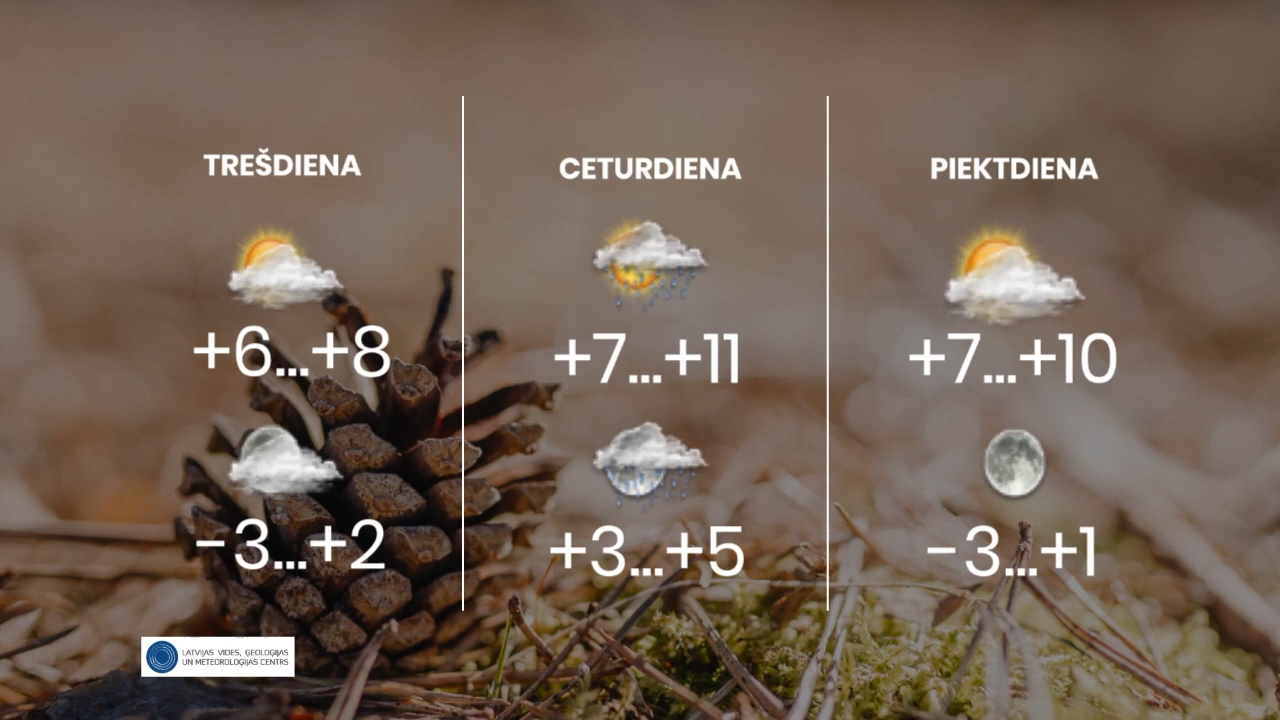 TREŠDIENA
+6...+8
-3...+2
CETURDIENA
+7...+11
+3...+5
PIEKTDIENA
+7...+10
-3...+1
LATVIJAS VIDES, ĢEOLOĢIJAS
UN METEOROLOĢIJAS CENTRS